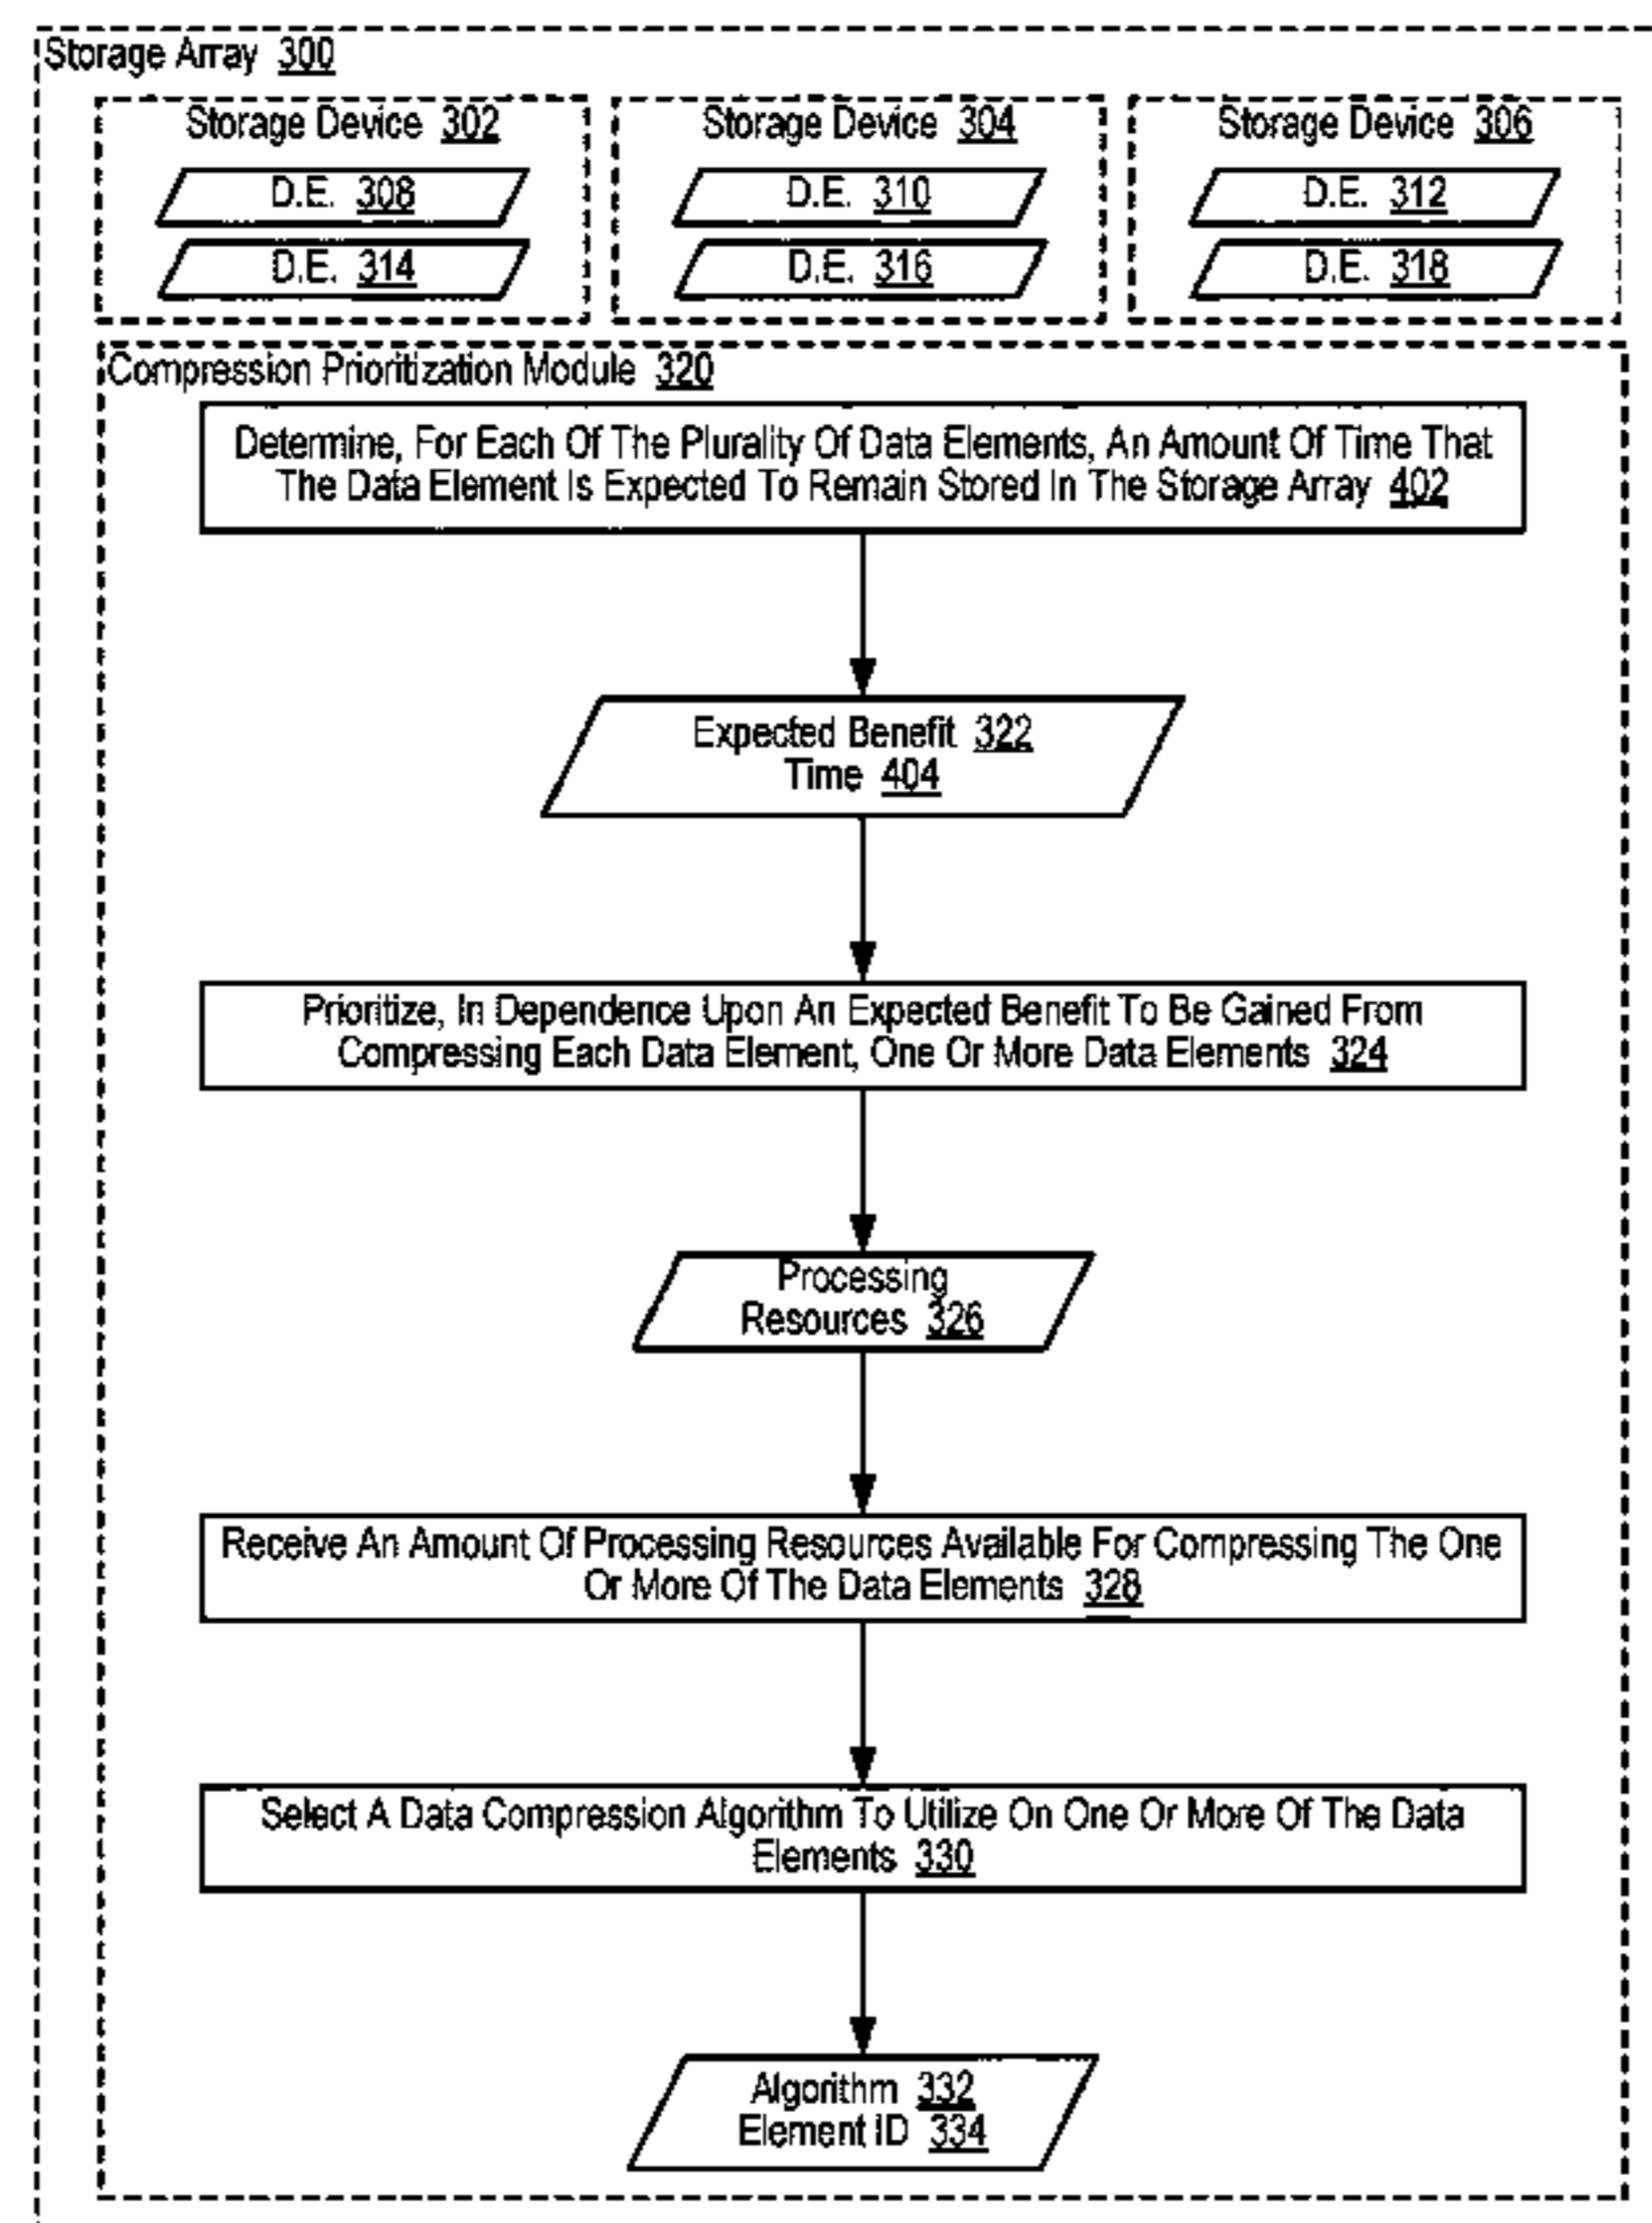 Storage Array 300
Storage Device 302
Storage Device 304
Storage Device 306
D.E. 308
D.E. 310
D.E. 312
D.E. 314
D.E. 316
D.E. 318
Compression Prioritization Module 320
Determine, For Each Of The Plurality Of Data Elements, An Amount Of Time That
The Data Element Is Expected To Remain Stored In The Storage Array 402
Expected Benefit 322
Time 404
Prioritize, In Dependence Upon An Expected Benefit To Be Gained From
Compressing Each Data Element, One Or More Data Elements 324
Processing
Resources 326
Receive An Amount Of Processing Resources Available For Compressing The One
Or More Of The Data Elements 328
Select A Data Compression Algorithm To Utilize On One Or More Of The Data
Elements 330
Algorithm 332
Element ID 334